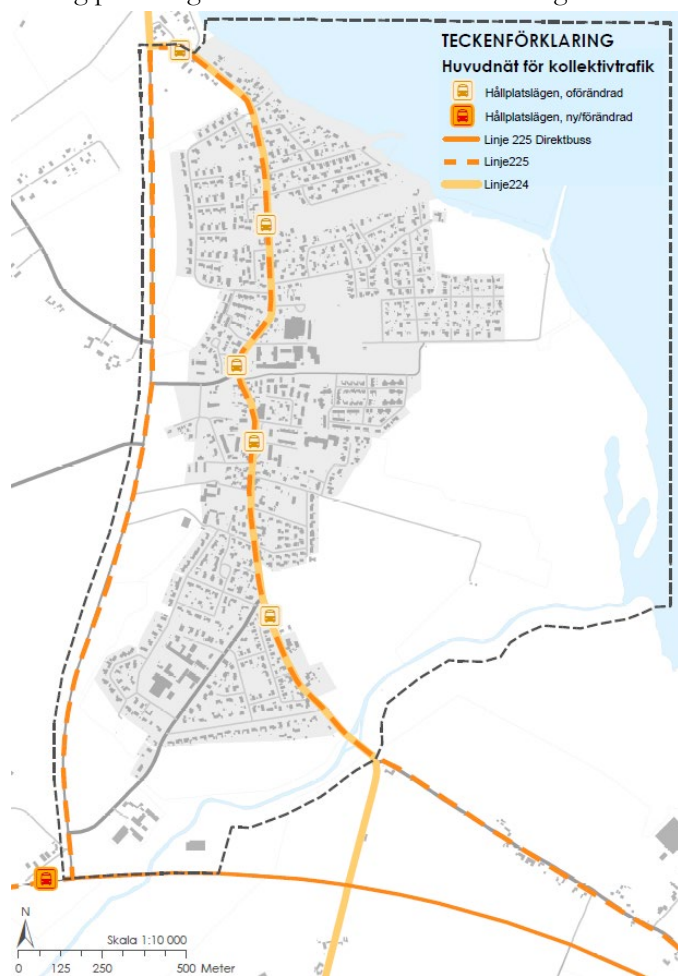 TECKENFÖRKLARING
Huvudnät för kollektivtrafik
Hållplatslägen, oförändrad
Hållplatslägen, ny/förändrad
Linje 225 Direktbuss
Linje225
Linje224
N
Skala 1:10 000
0 125 250 500 Meter